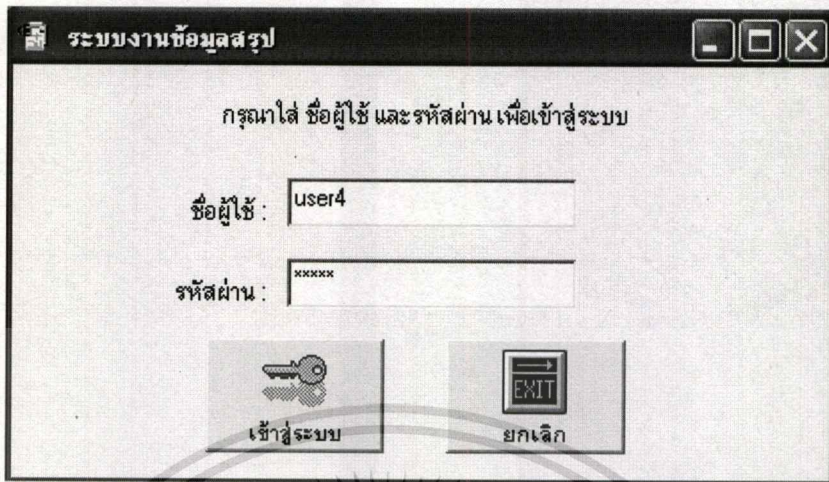 ระบบงานข้อมูลสรุป
กรุณาใส่ ชื่อผู้ใช้ และรหัสผ่าน เพื่อเข้าสู่ระบบ
ชื่อผู้ใช้ : user4
รหัสผ่าน : xxxxx
EXIT
เข้าสู่ระบบ ยกเลิก